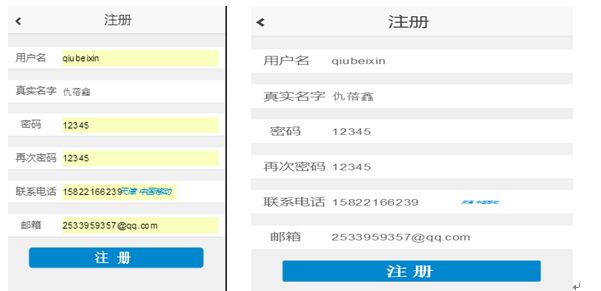 注册
用户名 qiubeixin
真实名字 仇蓓鑫
密码 12345
再次密码 12345
联系电话 15822166239 天津 中国移动
邮箱 2533959357@qq.com
注 册
注册
用户名 qiubeixin
真实名字 仇蓓鑫
密码 12345
再次密码 12345
联系电话 15822166239 天津 中国移动
邮箱 2533959357@qq.com
注 册